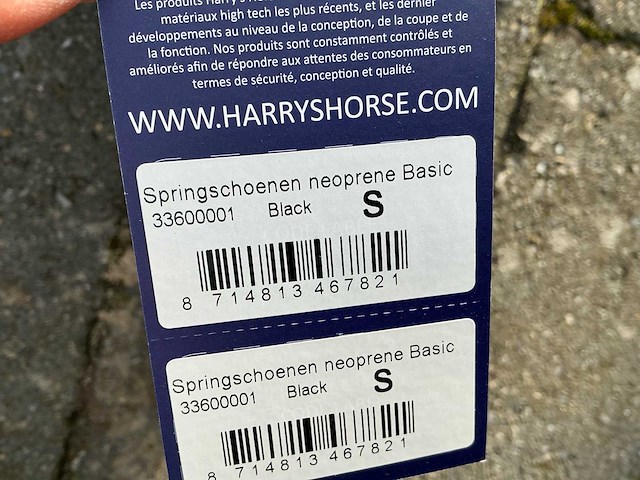 Les produits Harry's
matériaux high tech les plus récents, et les dernier
développements au niveau de la conception, de la coupe et de
la fonction. Nos produits sont constamment contrôlés et
améliorés afin de répondre aux attentes des consommateurs en
termes de sécurité, conception et qualité.
WWW.HARRYSHORSE.COM
Springschoenen neoprene Basic
33600001 Black S
8 714813 467821
Springschoenen neoprene Basic
33600001 Black S
8 714813 467821